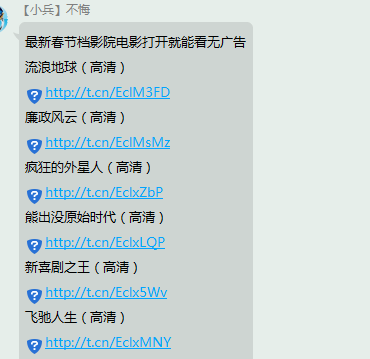 【小兵】不悔
最新春节档影院电影打开就能看无广告
流浪地球（高清）
http://t.cn/EclM3FD
廉政风云（高清）
http://t.cn/EclMsMz
疯狂的外星人（高清）
http://t.cn/EclxZbP
能出没原始时代（高清）
http://t.cn/EclxLQP
新喜剧之王（高清）
http://t.cn/Eclx5Wv
飞驰人生（高清）
http://t.cn/EclxMNY